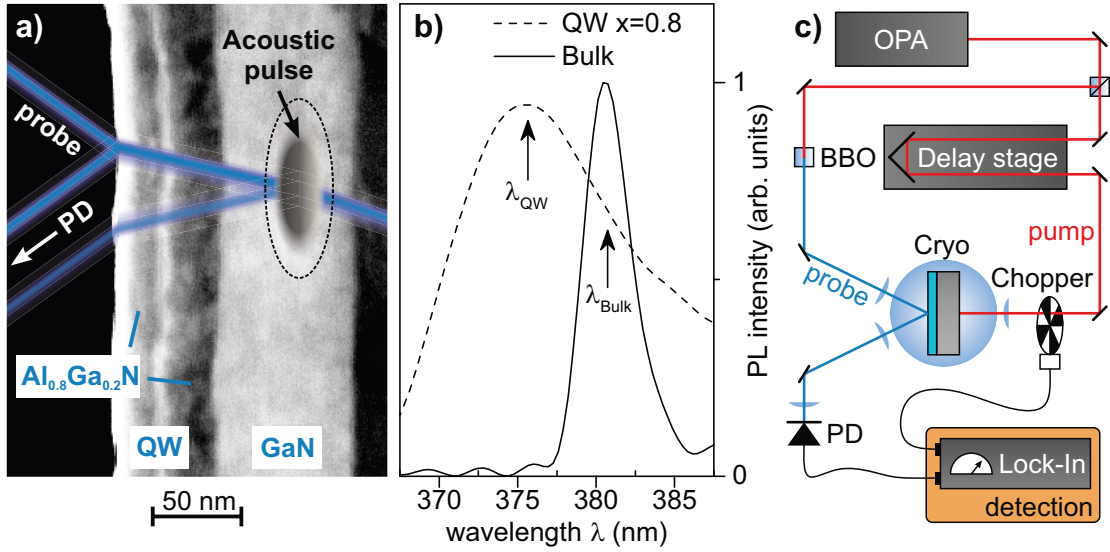 a)
Acoustic
pulse
probe
PD
Al0.8Ga0.2N
QW
GaN
50 nm
b)
QW x=0.8
Bulk
λQW
λBulk
1
0
PL intensity (arb. units)
370
375
380
385
wavelength λ (nm)
c)
OPA
BBO
Delay stage
pump
Cryo
Chopper
probe
PD
Lock-In
detection